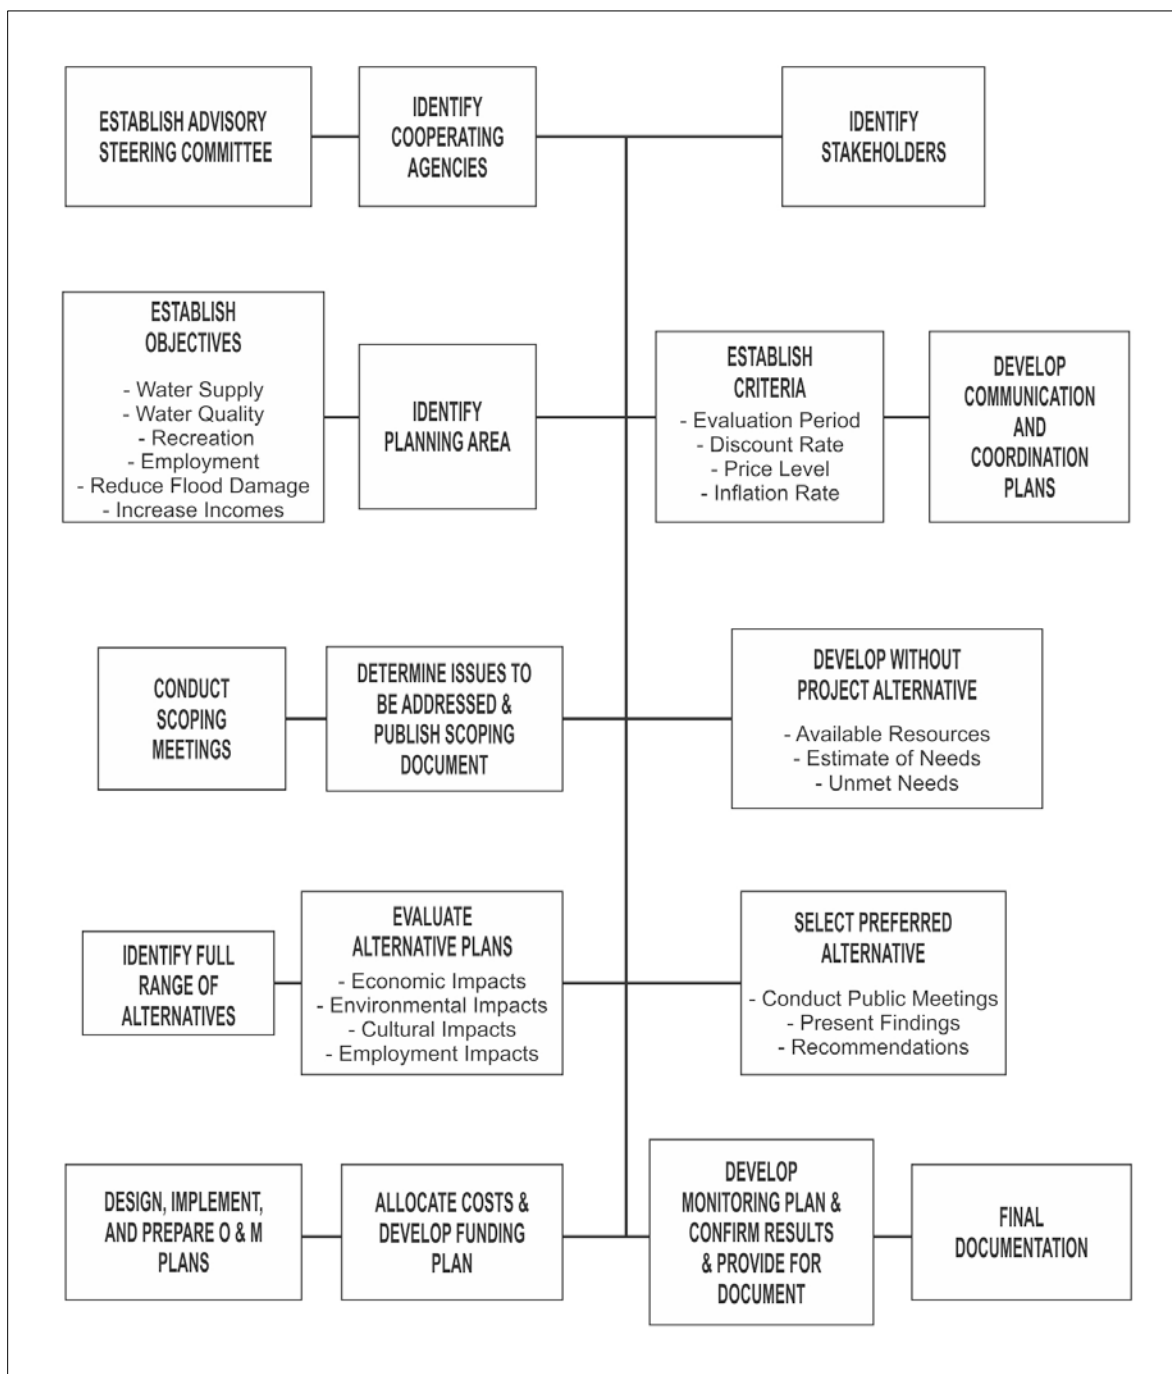 ESTABLISH ADVISORY
STEERING COMMITTEE
IDENTIFY
COOPERATING
AGENCIES
IDENTIFY
STAKEHOLDERS
ESTABLISH
OBJECTIVES
- Water Supply
- Water Quality
- Recreation
- Employment
- Reduce Flood Damage
- Increase Incomes
IDENTIFY
PLANNING AREA
ESTABLISH
CRITERIA
- Evaluation Period
- Discount Rate
- Price Level
- Inflation Rate
DEVELOP
COMMUNICATION
AND
COORDINATION
PLANS
CONDUCT
SCOPING
MEETINGS
DETERMINE ISSUES TO
BE ADDRESSED &
PUBLISH SCOPING
DOCUMENT
DEVELOP WITHOUT
PROJECT ALTERNATIVE
- Available Resources
- Estimate of Needs
- Unmet Needs
IDENTIFY FULL
RANGE OF
ALTERNATIVES
EVALUATE
ALTERNATIVE PLANS
- Economic Impacts
- Environmental Impacts
- Cultural Impacts
- Employment Impacts
SELECT PREFERRED
ALTERNATIVE
- Conduct Public Meetings
- Present Findings
- Recommendations
DESIGN, IMPLEMENT,
AND PREPARE O & M
PLANS
ALLOCATE COSTS &
DEVELOP FUNDING
PLAN
DEVELOP
MONITORING PLAN &
CONFIRM RESULTS
& PROVIDE FOR
DOCUMENT
FINAL
DOCUMENTATION